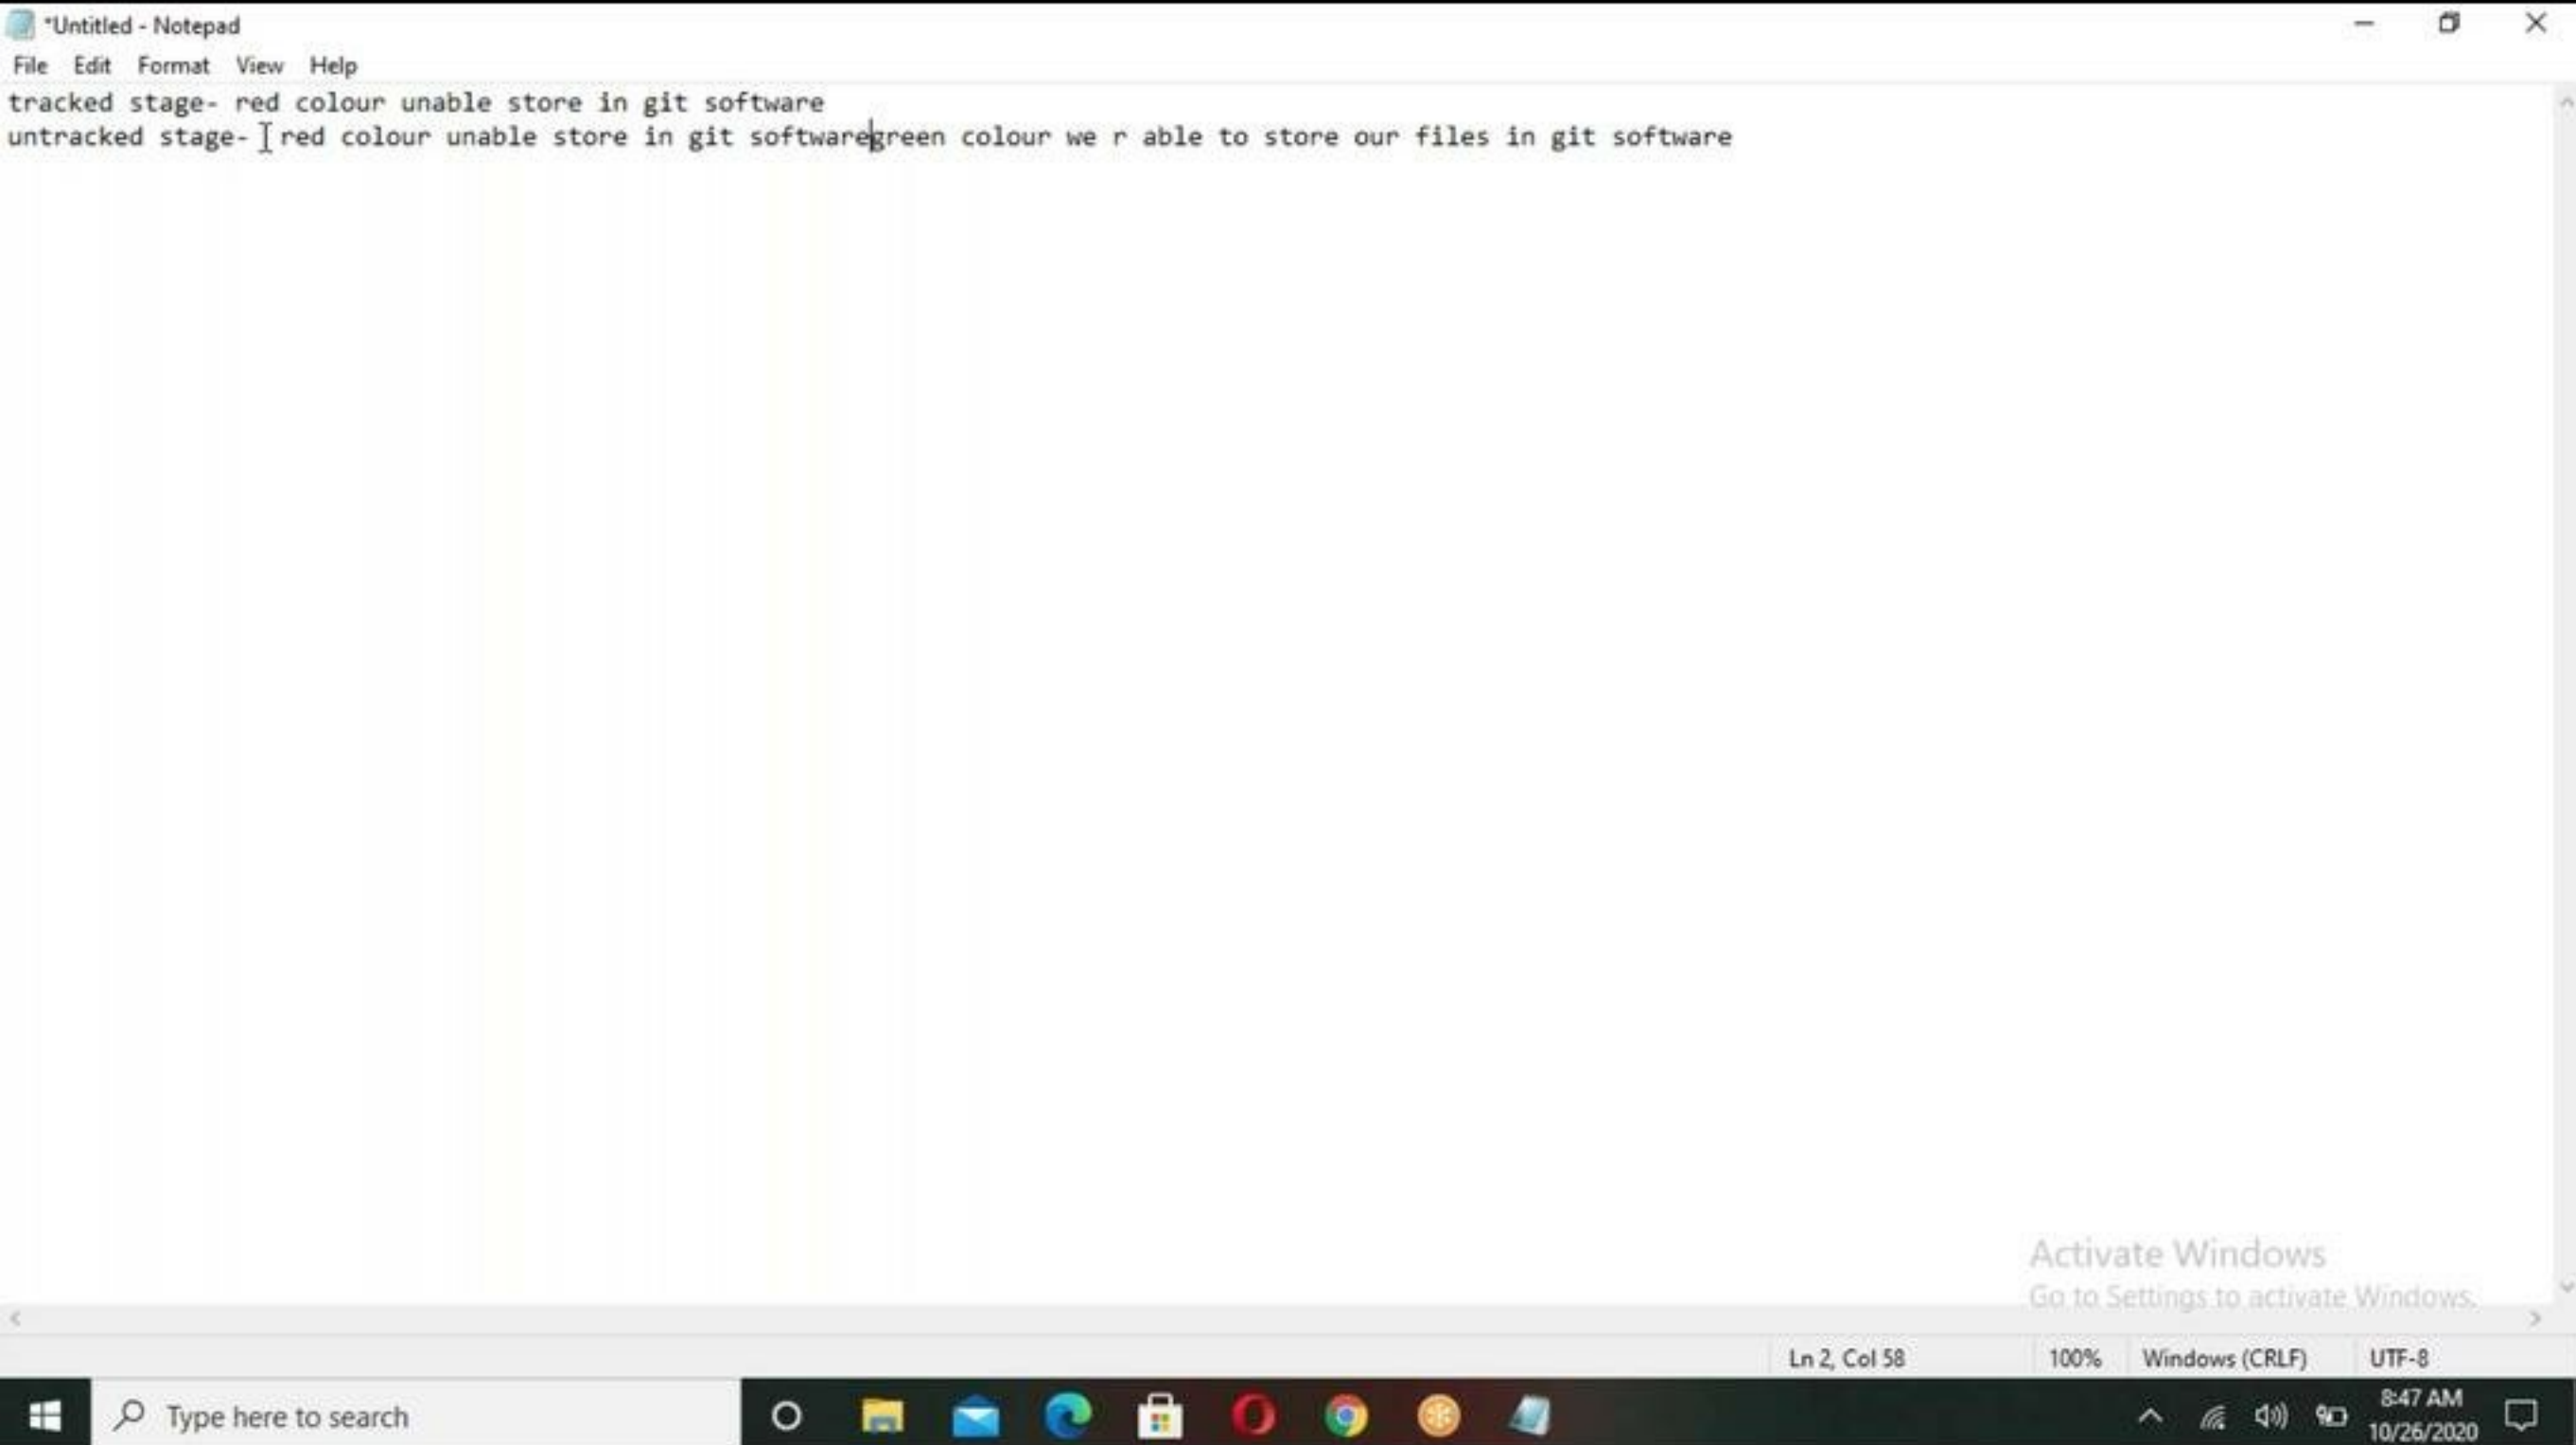 *Untitled - Notepad
File Edit Format View Help
tracked stage- red colour unable store in git software
untracked stage- red colour unable store in git softwaregreen colour we r able to store our files in git software
Activate Windows
Go to Settings to activate Windows.
Ln 2, Col 58 100% Windows (CRLF) UTF-8
Type here to search
8:47 AM
10/26/2020